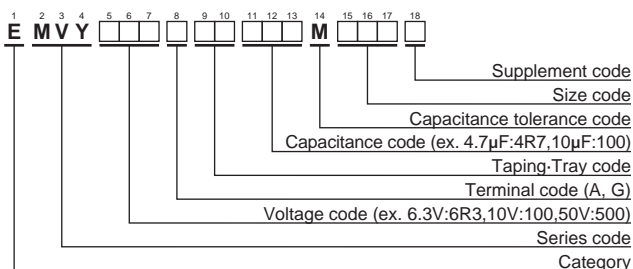 1 2 3 4 5 6 7 8 9 10 11 12 13 14 15 16 17 18
E M V Y M
Supplement code
Size code
Capacitance tolerance code
Capacitance code (ex. 4.7μF:4R7,10μF:100)
Taping·Tray code
Terminal code (A, G)
Voltage code (ex. 6.3V:6R3,10V:100,50V:500)
Series code
Category